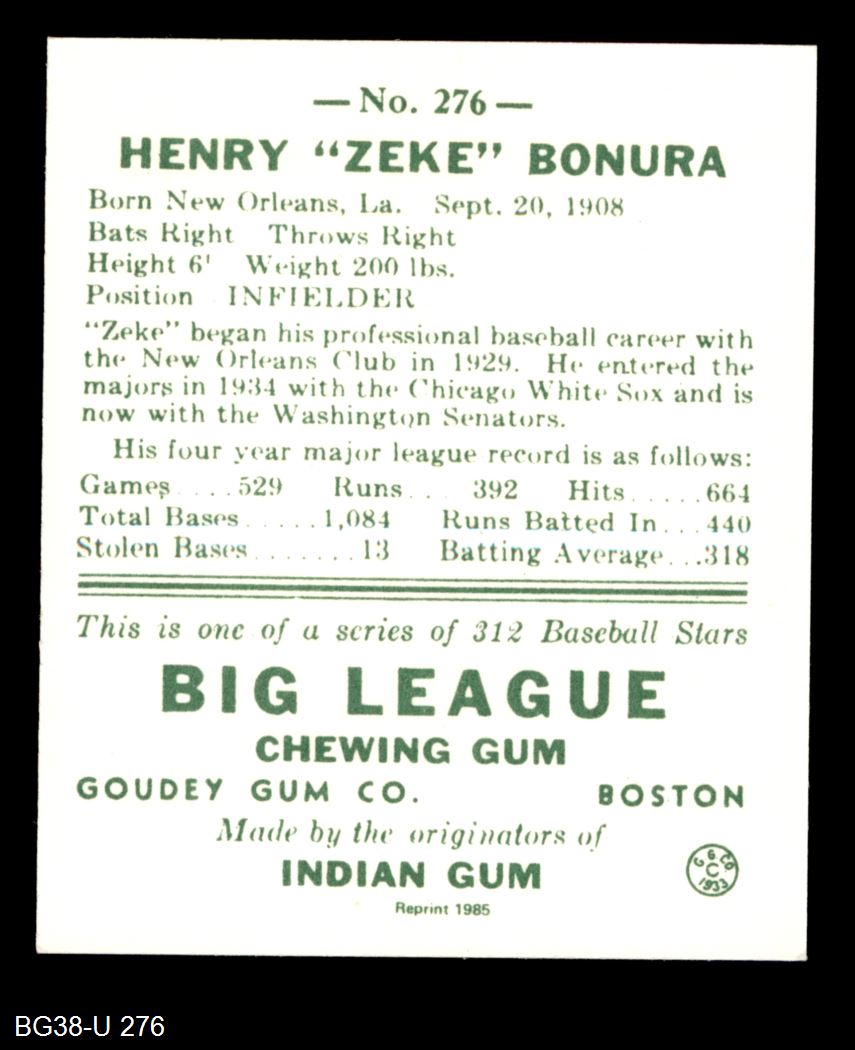 — No. 276 —
HENRY "ZEKE" BONURA
Born New Orleans, La. Sept. 20, 1908
Bats Right Throws Right
Height 6' Weight 200 lbs.
Position INFIELDER
"Zeke" began his professional baseball career with
the New Orleans Club in 1929. He entered the
majors in 1934 with the Chicago White Sox and is
now with the Washington Senators.
His four year major league record is as follows:
Games ....529 Runs... 392 Hits......664
Total Bases......1,084 Runs Batted In...440
Stolen Bases....... 13 Batting Average...318
This is one of a series of 312 Baseball Stars
BIG LEAGUE
CHEWING GUM
GOUDEY GUM CO. BOSTON
Made by the originators of
INDIAN GUM
G. G. CO. C 1933
Reprint 1985
BG38-U 276